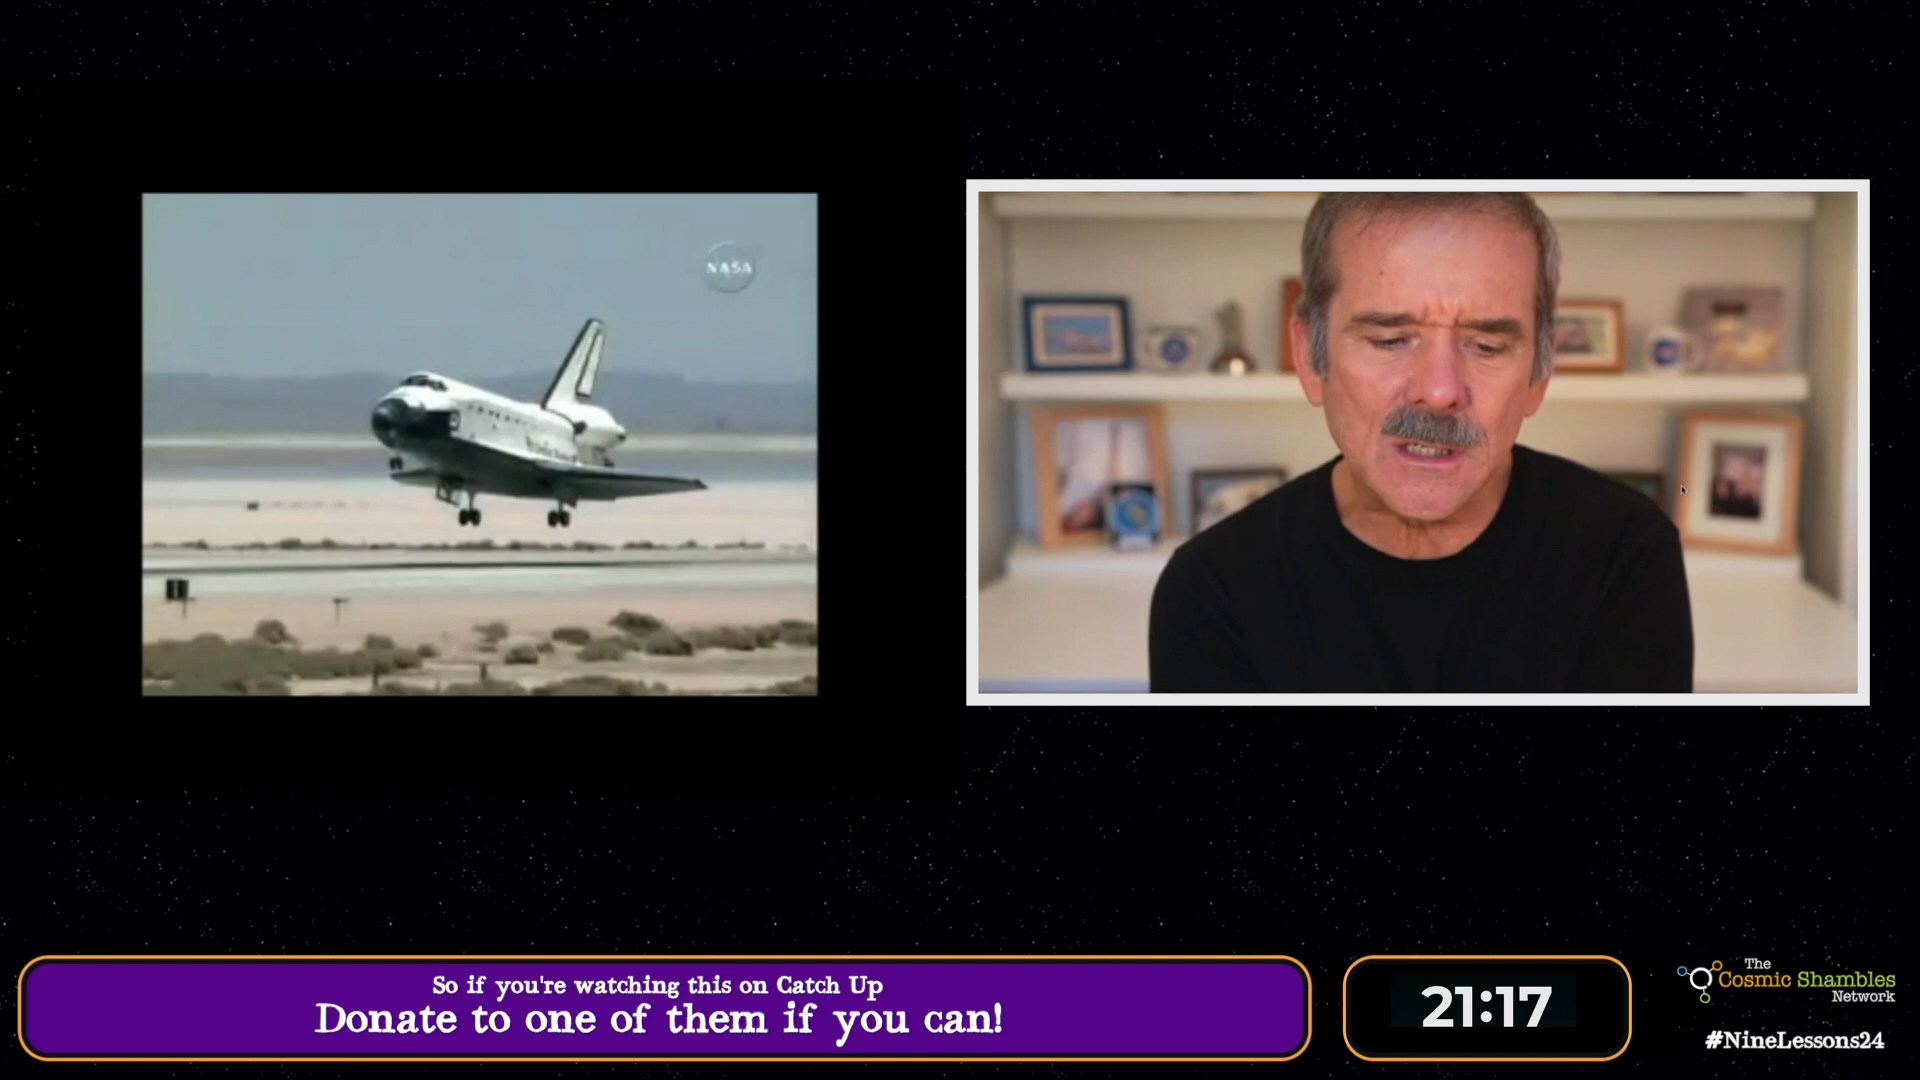 NASA
So if you're watching this on Catch Up
Donate to one of them if you can!
21:17
The
Cosmic Shambles
Network
#NineLessons24